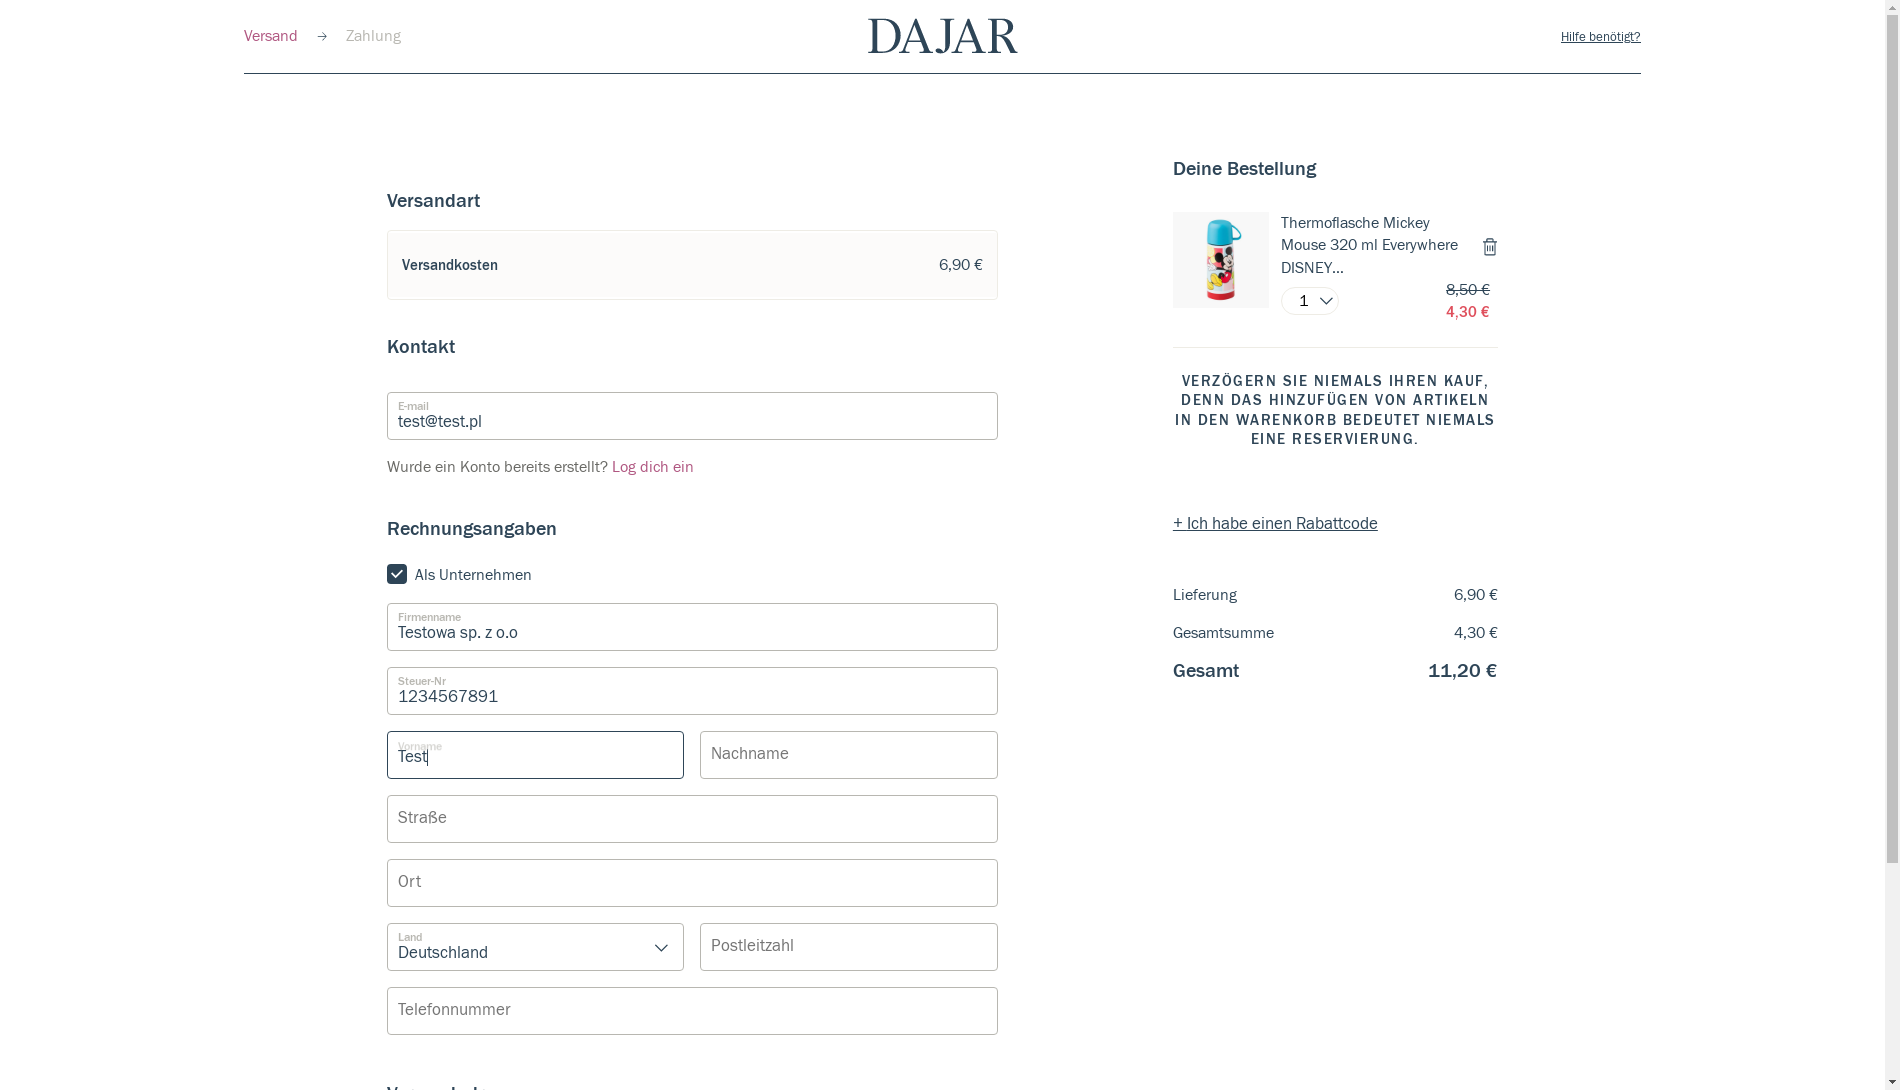 Versand → Zahlung
DAJAR
Hilfe benötigt?
Versandart
Versandkosten 6,90 €
Kontakt
E-mail
test@test.pl
Wurde ein Konto bereits erstellt? Log dich ein
Rechnungsangaben
Als Unternehmen
Firmenname
Testowa sp. z o.o
Steuer-Nr
1234567891
Vorname
Test
Nachname
Straße
Ort
Land
Deutschland
Postleitzahl
Telefonnummer
Deine Bestellung
Thermoflasche Mickey
Mouse 320 ml Everywhere
DISNEY...
8,50 €
1
4,30 €
VERZÖGERN SIE NIEMALS IHREN KAUF,
DENN DAS HINZUFÜGEN VON ARTIKELN
IN DEN WARENKORB BEDEUTET NIEMALS
EINE RESERVIERUNG.
+ Ich habe einen Rabattcode
Lieferung 6,90 €
Gesamtsumme 4,30 €
Gesamt 11,20 €